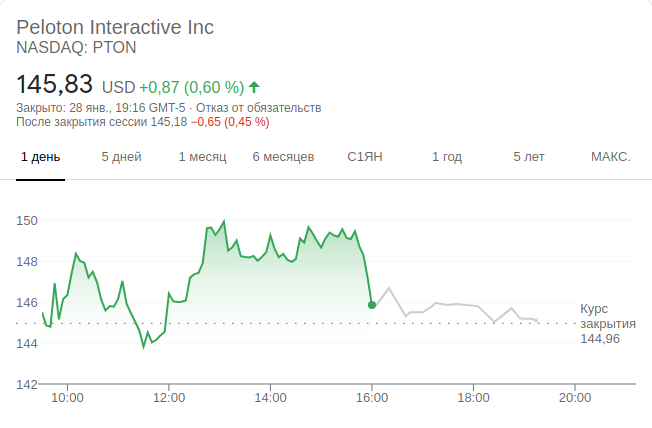 Peloton Interactive Inc
NASDAQ: PTON
145,83 USD +0,87 (0,60 %)
Закрыто: 28 янв., 19:16 GMT-5 · Отказ от обязательств
После закрытия сессии 145,18 −0,65 (0,45 %)
1 день 5 дней 1 месяц 6 месяцев С1ЯН 1 год 5 лет МАКС.
150
148
146
Курс
закрытия
144,96
144
142
10:00 12:00 14:00 16:00 18:00 20:00